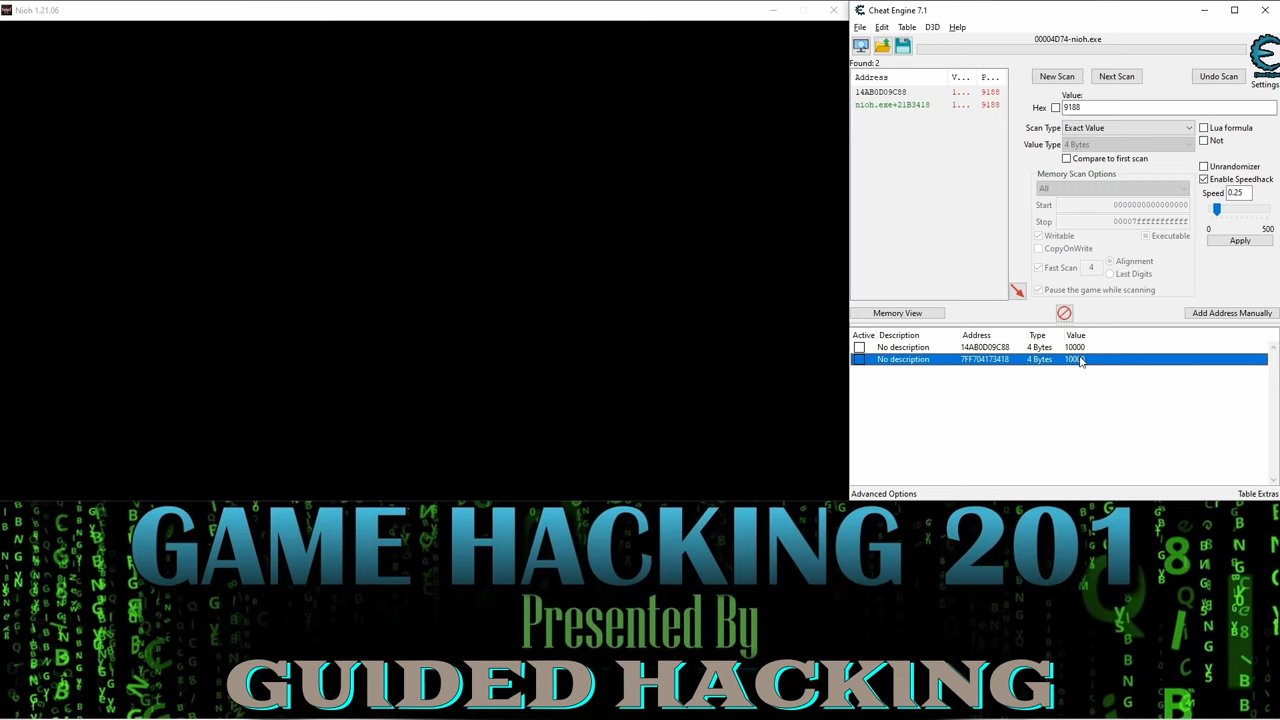 Nioh 1.21.06
Cheat Engine 7.1
File Edit Table D3D Help
00004D74-nioh.exe
Found: 2
Address V... P...
14AB0D09C88 1... 9188
nioh.exe+21B3418 1... 9188
New Scan Next Scan Undo Scan
Settings
Value:
Hex 9188
Scan Type Exact Value
Value Type 4 Bytes
Compare to first scan
Lua formula
Not
Memory Scan Options
All
Start 0000000000000000
Stop 00007fffffffffff
Writable Executable
CopyOnWrite
Fast Scan 4 Alignment
Last Digits
Pause the game while scanning
Unrandomizer
Enable Speedhack
Speed 0.25
0 500
Apply
Memory View Add Address Manually
Active Description Address Type Value
No description 14AB0D09C88 4 Bytes 10000
No description 7FF704173418 4 Bytes 10000
Advanced Options Table Extras
GAME HACKING 201
Presented By
GUIDED HACKING